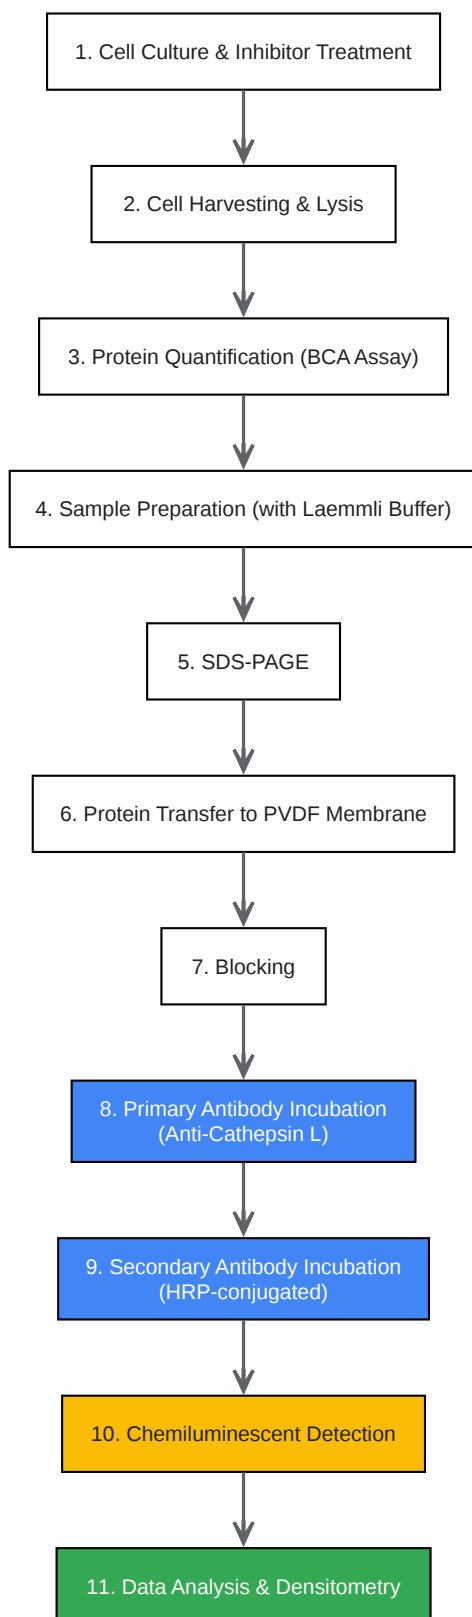 1. Cell Culture & Inhibitor Treatment
2. Cell Harvesting & Lysis
3. Protein Quantification (BCA Assay)
4. Sample Preparation (with Laemmli Buffer)
5. SDS-PAGE
6. Protein Transfer to PVDF Membrane
7. Blocking
8. Primary Antibody Incubation
(Anti-Cathepsin L)
9. Secondary Antibody Incubation
(HRP-conjugated)
10. Chemiluminescent Detection
11. Data Analysis & Densitometry